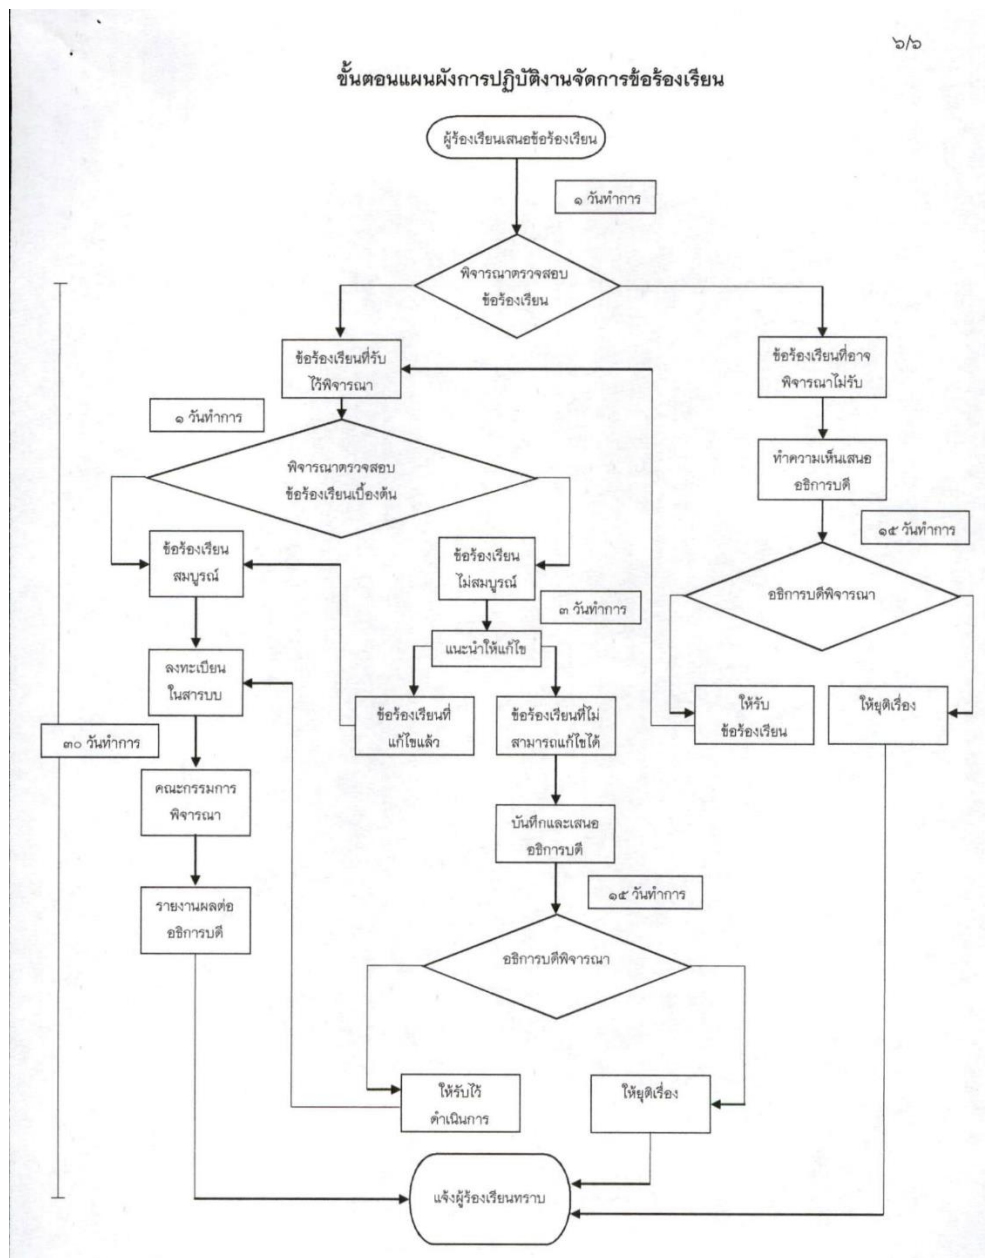 ๖/๖
ขั้นตอนแผนผังการปฏิบัติงานจัดการข้อร้องเรียน
ผู้ร้องเรียนเสนอข้อร้องเรียน
๑ วันทำการ
พิจารณาตรวจสอบ
ข้อร้องเรียน
ข้อร้องเรียนที่รับ
ไว้พิจารณา
ข้อร้องเรียนที่อาจ
พิจารณาไม่รับ
๑ วันทำการ
พิจารณาตรวจสอบ
ข้อร้องเรียนเบื้องต้น
ทำความเห็นเสนอ
อธิการบดี
๑๕ วันทำการ
ข้อร้องเรียน
สมบูรณ์
ข้อร้องเรียน
ไม่สมบูรณ์
อธิการบดีพิจารณา
๓ วันทำการ
แนะนำให้แก้ไข
ลงทะเบียน
ในสารบบ
ข้อร้องเรียนที่
แก้ไขแล้ว
ข้อร้องเรียนที่ไม่
สามารถแก้ไขได้
ให้รับ
ข้อร้องเรียน
ให้ยุติเรื่อง
๓๐ วันทำการ
คณะกรรมการ
พิจารณา
บันทึกและเสนอ
อธิการบดี
๑๕ วันทำการ
รายงานผลต่อ
อธิการบดี
อธิการบดีพิจารณา
ให้รับไว้
ดำเนินการ
ให้ยุติเรื่อง
แจ้งผู้ร้องเรียนทราบ